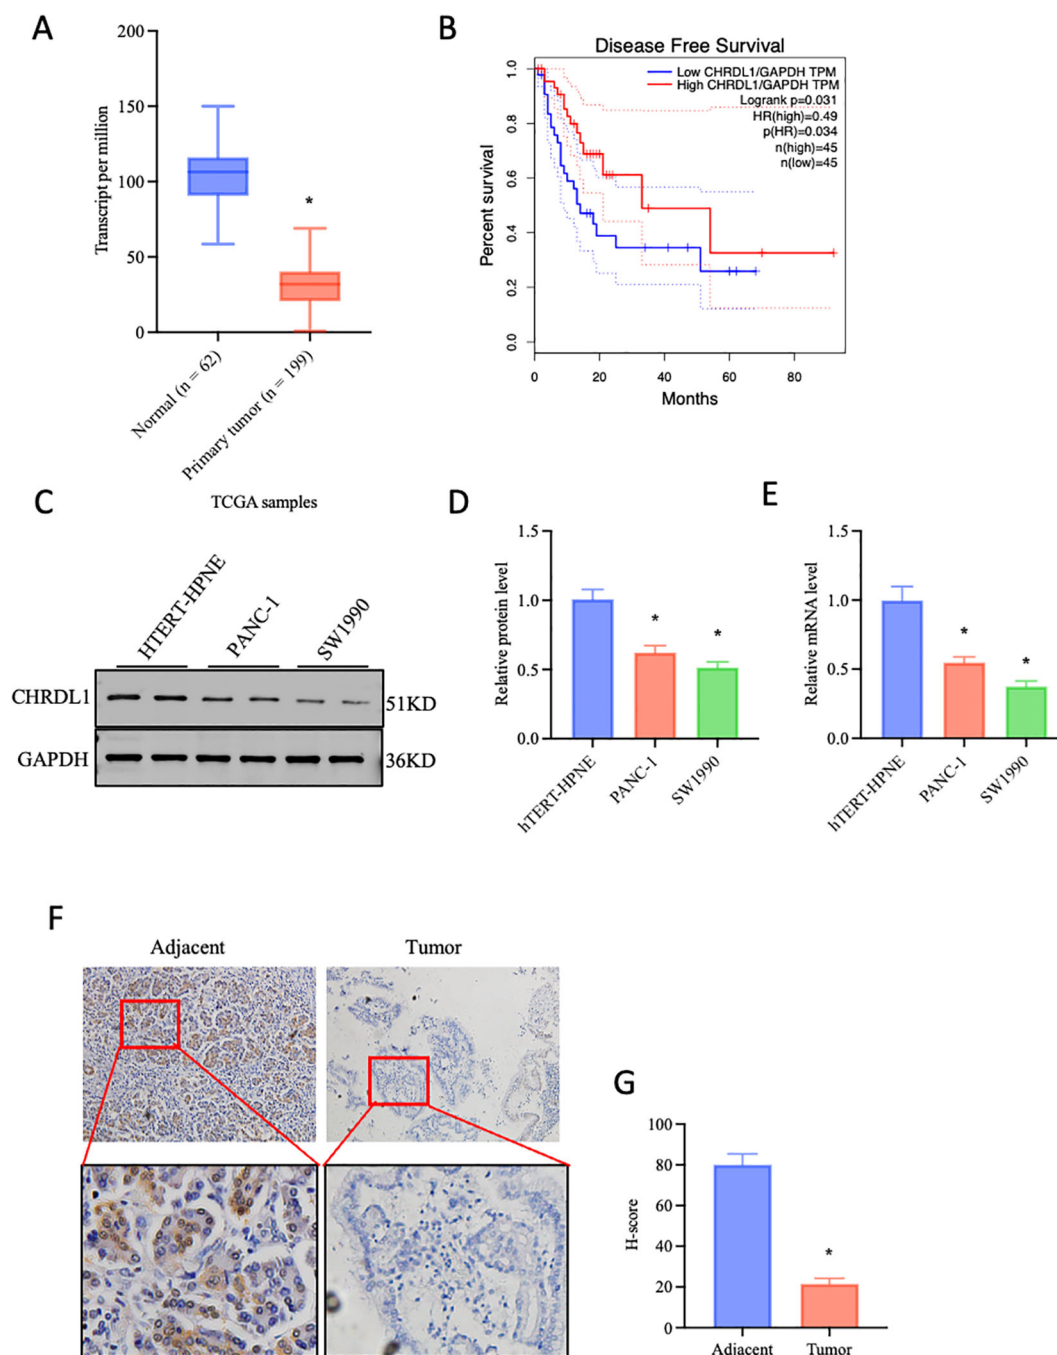 A
200
150
100
50
0
Transcript per million
*
Normal (n = 62)
Primary tumor (n = 199)
TCGA samples
B
Disease Free Survival
Low CHRDL1/GAPDH TPM
High CHRDL1/GAPDH TPM
Logrank p=0.031
HR(high)=0.49
p(HR)=0.034
n(high)=45
n(low)=45
Percent survival
1.0
0.8
0.6
0.4
0.2
0.0
0 20 40 60 80
Months
C
HTERT-HPNE
PANC-1
SW1990
CHRDL1
51KD
GAPDH
36KD
D
Relative protein level
1.5
1.0
0.5
0.0
*
*
hTERT-HPNE
PANC-1
SW1990
E
Relative mRNA level
1.5
1.0
0.5
0.0
*
*
hTERT-HPNE
PANC-1
SW1990
F
Adjacent
Tumor
G
H-score
100
80
60
40
20
0
*
Adjacent
Tumor